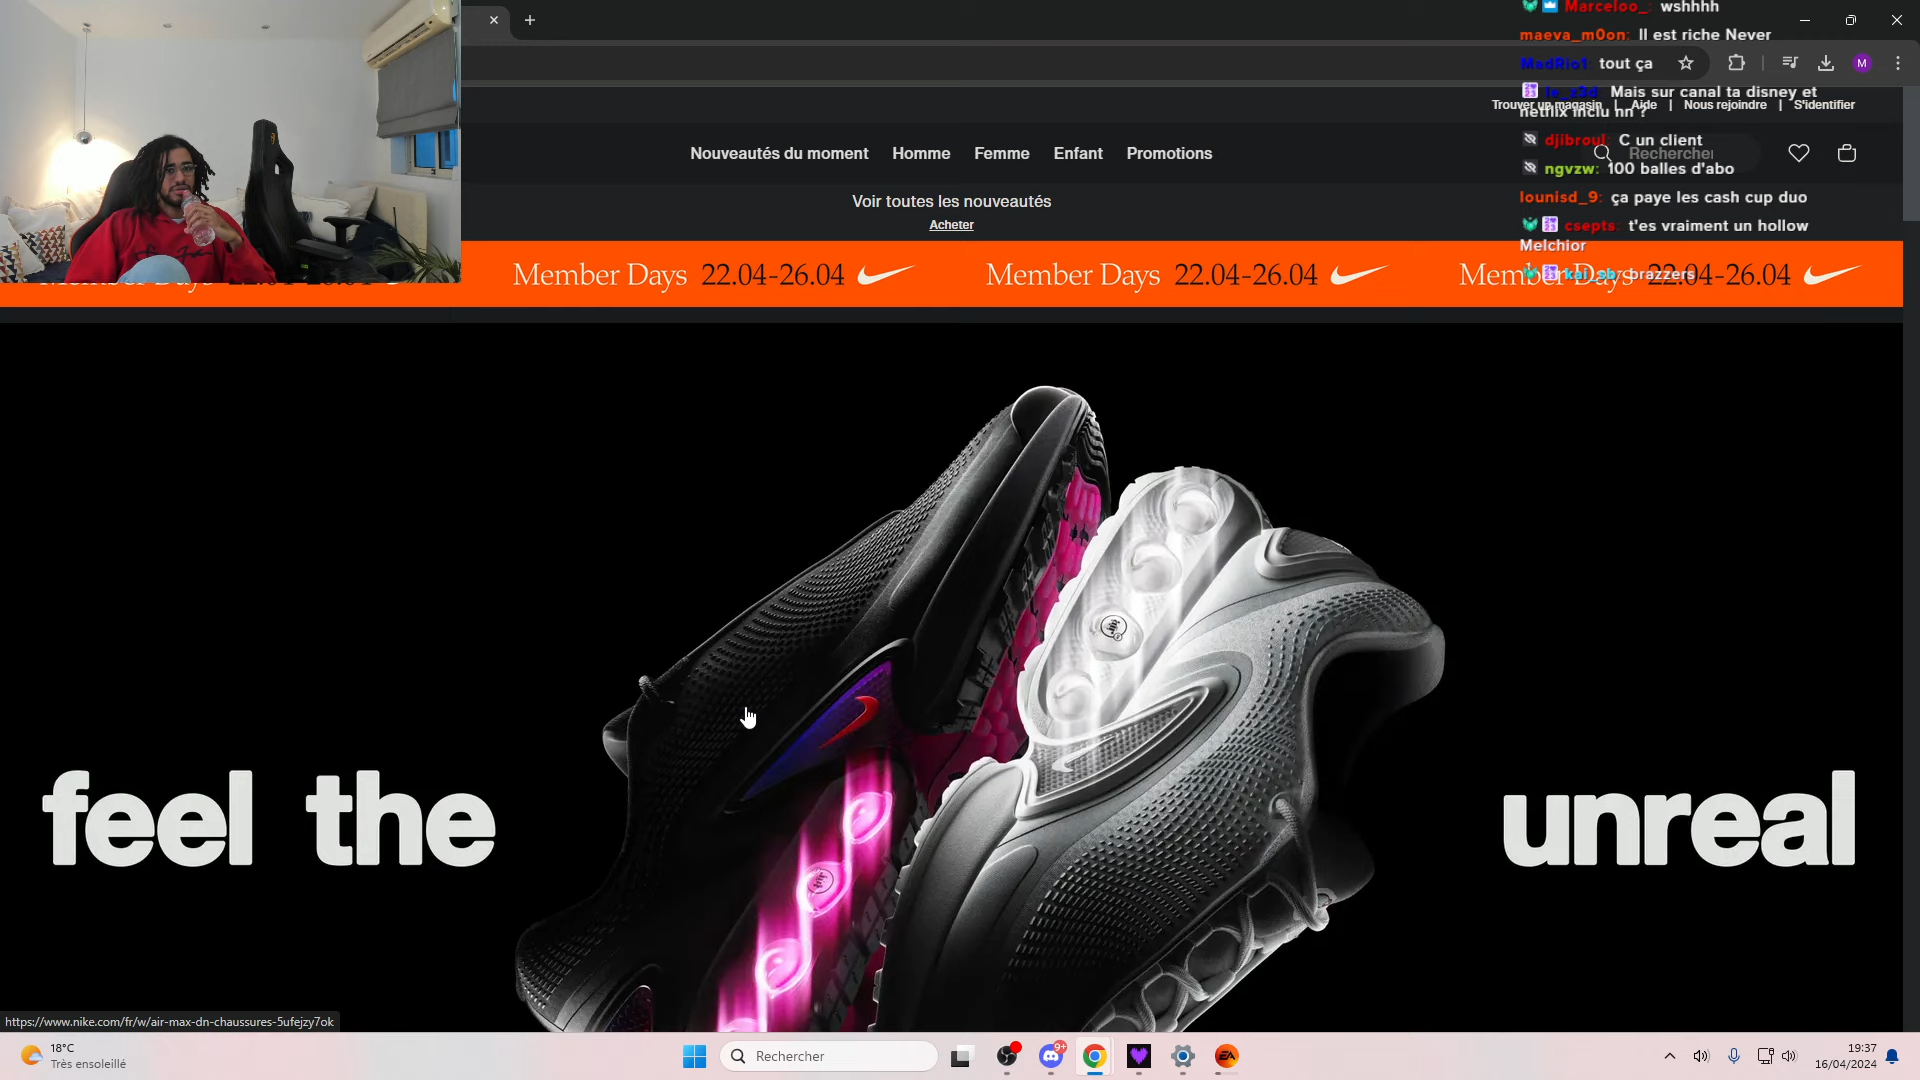 Marceloo_: wshhhh
maeva_m0on: Il est riche Never
MadRio1: tout ça
M
Mais sur canal ta disney et
netflix inclu nn ?
Trouver un magasin | Aide | Nous rejoindre | S'identifier
djibroul: C un client
Nouveautés du moment Homme Femme Enfant Promotions
Rechercher
ngvzw: 100 balles d'abo
lounisd_9: ça paye les cash cup duo
Voir toutes les nouveautés
Acheter
csepts: t'es vraiment un hollow
Melchior
kai_sb: brazzers
Member Days 22.04-26.04 Member Days 22.04-26.04 Member Days 22.04-26.04
feel the unreal
https://www.nike.com/fr/w/air-max-dn-chaussures-5ufejzy7ok
18°C
Très ensoleillé
Rechercher
9+
EA
19:37
16/04/2024